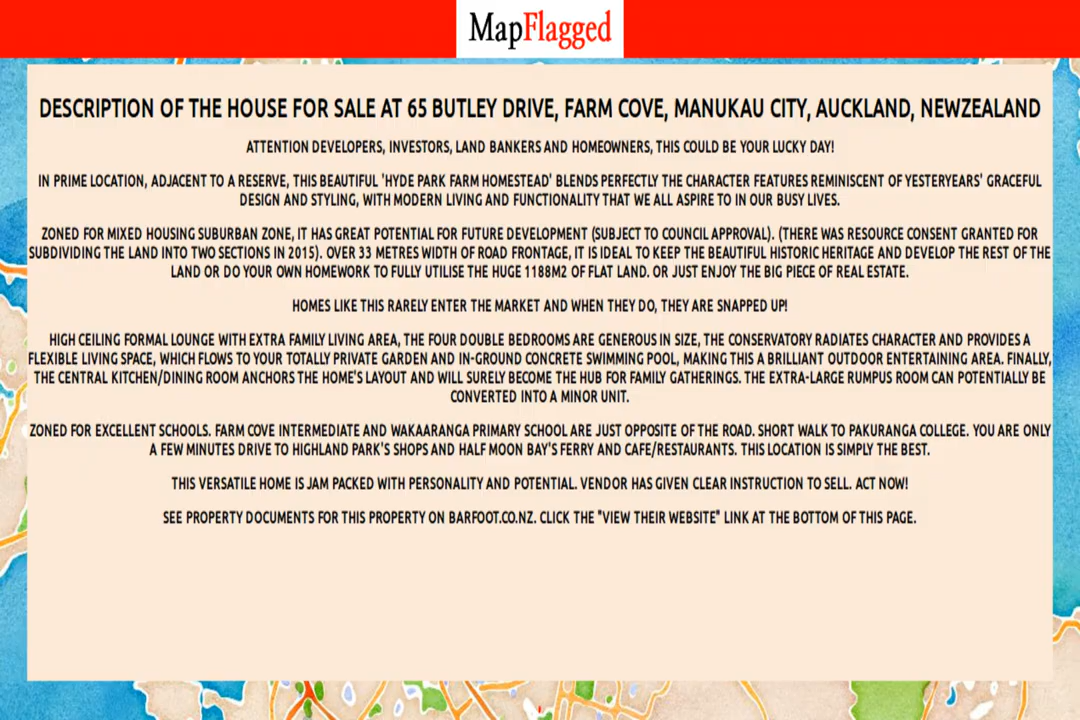 MapFlagged
DESCRIPTION OF THE HOUSE FOR SALE AT 65 BUTLEY DRIVE, FARM COVE, MANUKAU CITY, AUCKLAND, NEWZEALAND
ATTENTION DEVELOPERS, INVESTORS, LAND BANKERS AND HOMEOWNERS, THIS COULD BE YOUR LUCKY DAY!
IN PRIME LOCATION, ADJACENT TO A RESERVE, THIS BEAUTIFUL 'HYDE PARK FARM HOMESTEAD' BLENDS PERFECTLY THE CHARACTER FEATURES REMINISCENT OF YESTERYEARS' GRACEFUL
DESIGN AND STYLING, WITH MODERN LIVING AND FUNCTIONALITY THAT WE ALL ASPIRE TO IN OUR BUSY LIVES.
ZONED FOR MIXED HOUSING SUBURBAN ZONE, IT HAS GREAT POTENTIAL FOR FUTURE DEVELOPMENT (SUBJECT TO COUNCIL APPROVAL). (THERE WAS RESOURCE CONSENT GRANTED FOR
SUBDIVIDING THE LAND INTO TWO SECTIONS IN 2015). OVER 33 METRES WIDTH OF ROAD FRONTAGE, IT IS IDEAL TO KEEP THE BEAUTIFUL HISTORIC HERITAGE AND DEVELOP THE REST OF THE
LAND OR DO YOUR OWN HOMEWORK TO FULLY UTILISE THE HUGE 1188M2 OF FLAT LAND. OR JUST ENJOY THE BIG PIECE OF REAL ESTATE.
HOMES LIKE THIS RARELY ENTER THE MARKET AND WHEN THEY DO, THEY ARE SNAPPED UP!
HIGH CEILING FORMAL LOUNGE WITH EXTRA FAMILY LIVING AREA, THE FOUR DOUBLE BEDROOMS ARE GENEROUS IN SIZE, THE CONSERVATORY RADIATES CHARACTER AND PROVIDES A
FLEXIBLE LIVING SPACE, WHICH FLOWS TO YOUR TOTALLY PRIVATE GARDEN AND IN-GROUND CONCRETE SWIMMING POOL, MAKING THIS A BRILLIANT OUTDOOR ENTERTAINING AREA. FINALLY,
THE CENTRAL KITCHEN/DINING ROOM ANCHORS THE HOME'S LAYOUT AND WILL SURELY BECOME THE HUB FOR FAMILY GATHERINGS. THE EXTRA-LARGE RUMPUS ROOM CAN POTENTIALLY BE
CONVERTED INTO A MINOR UNIT.
ZONED FOR EXCELLENT SCHOOLS. FARM COVE INTERMEDIATE AND WAKAARANGA PRIMARY SCHOOL ARE JUST OPPOSITE OF THE ROAD. SHORT WALK TO PAKURANGA COLLEGE. YOU ARE ONLY
A FEW MINUTES DRIVE TO HIGHLAND PARK'S SHOPS AND HALF MOON BAY'S FERRY AND CAFE/RESTAURANTS. THIS LOCATION IS SIMPLY THE BEST.
THIS VERSATILE HOME IS JAM PACKED WITH PERSONALITY AND POTENTIAL. VENDOR HAS GIVEN CLEAR INSTRUCTION TO SELL. ACT NOW!
SEE PROPERTY DOCUMENTS FOR THIS PROPERTY ON BARFOOT.CO.NZ. CLICK THE "VIEW THEIR WEBSITE" LINK AT THE BOTTOM OF THIS PAGE.